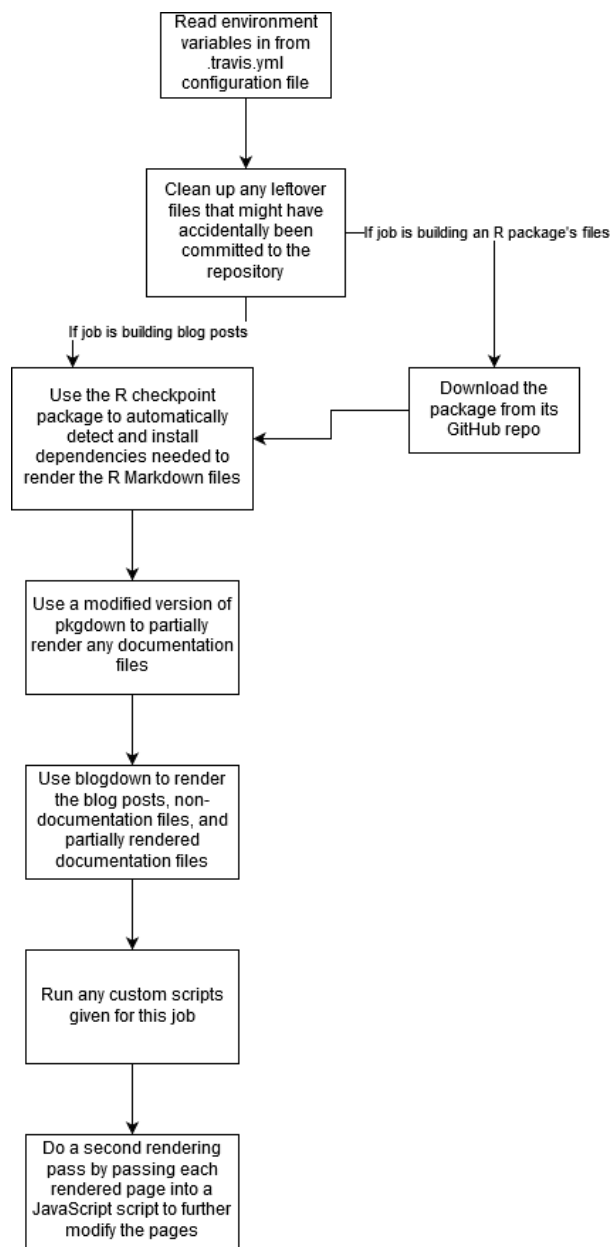 Read environment
variables in from
.travis.yml
configuration file
Clean up any leftover
files that might have
accidentally been
committed to the
repository
If job is building an R package's files
If job is building blog posts
Use the R checkpoint
package to automatically
detect and install
dependencies needed to
render the R Markdown files
Download the
package from its
GitHub repo
Use a modified version of
pkgdown to partially
render any documentation
files
Use blogdown to render
the blog posts, non-
documentation files, and
partially rendered
documentation files
Run any custom scripts
given for this job
Do a second rendering
pass by passing each
rendered page into a
JavaScript script to further
modify the pages